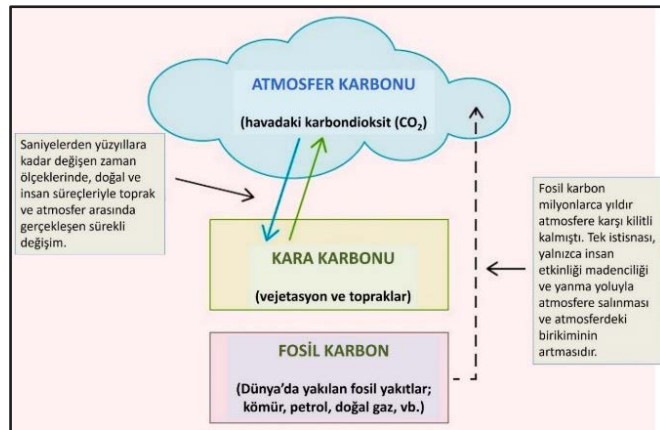 ATMOSFER KARBONU
(havadaki karbondioksit (CO₂)
Saniyelerden yüzyıllara
kadar değişen zaman
ölçeklerinde, doğal ve
insan süreçleriyle toprak
ve atmosfer arasında
gerçekleşen sürekli
değişim.
Fosil karbon
milyonlarca yıldır
atmosfere karşı kilitli
kalmıştı. Tek istisnası,
yalnızca insan
etkinliği madenciliği
ve yanma yoluyla
atmosfere salınması
ve atmosferdeki
birikiminin
artmasıdır.
KARA KARBONU
(vejetasyon ve topraklar)
FOSİL KARBON
(Dünya’da yakılan fosil yakıtlar;
kömür, petrol, doğal gaz, vb.)